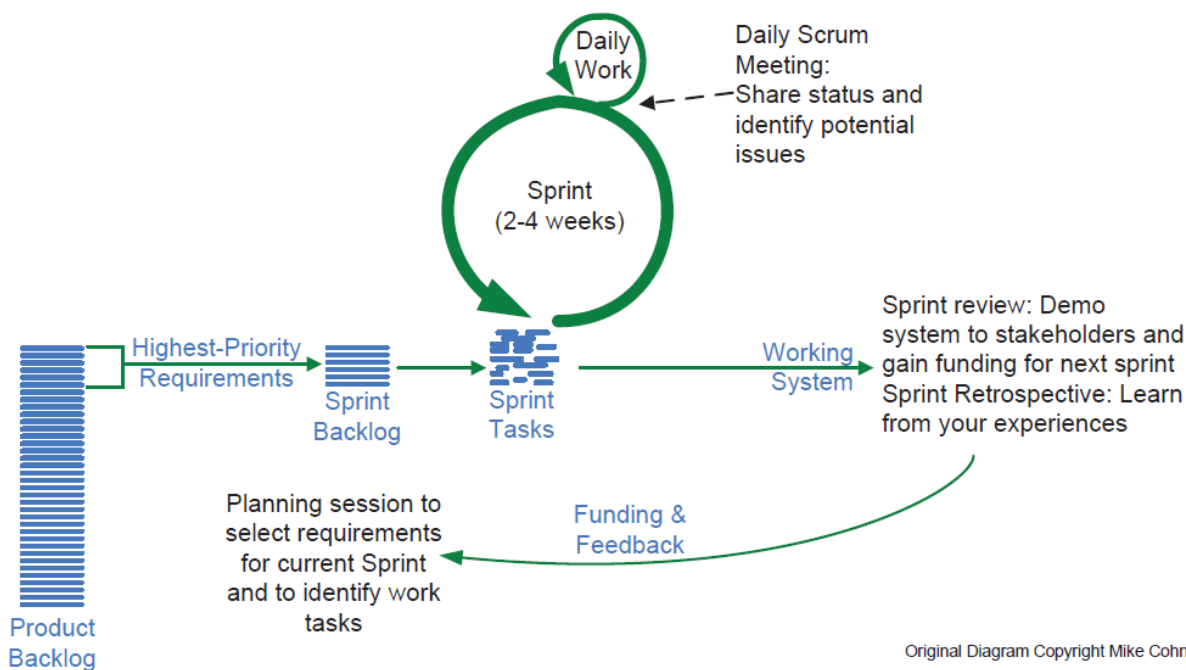 Daily
Work
Daily Scrum
Meeting:
Share status and
identify potential
issues
Sprint
(2-4 weeks)
Highest-Priority
Requirements
Sprint
Backlog
Sprint
Tasks
Working
System
Sprint review: Demo
system to stakeholders and
gain funding for next sprint
Sprint Retrospective: Learn
from your experiences
Planning session to
select requirements
for current Sprint
and to identify work
tasks
Funding &
Feedback
Product
Backlog
Original Diagram Copyright Mike Cohn